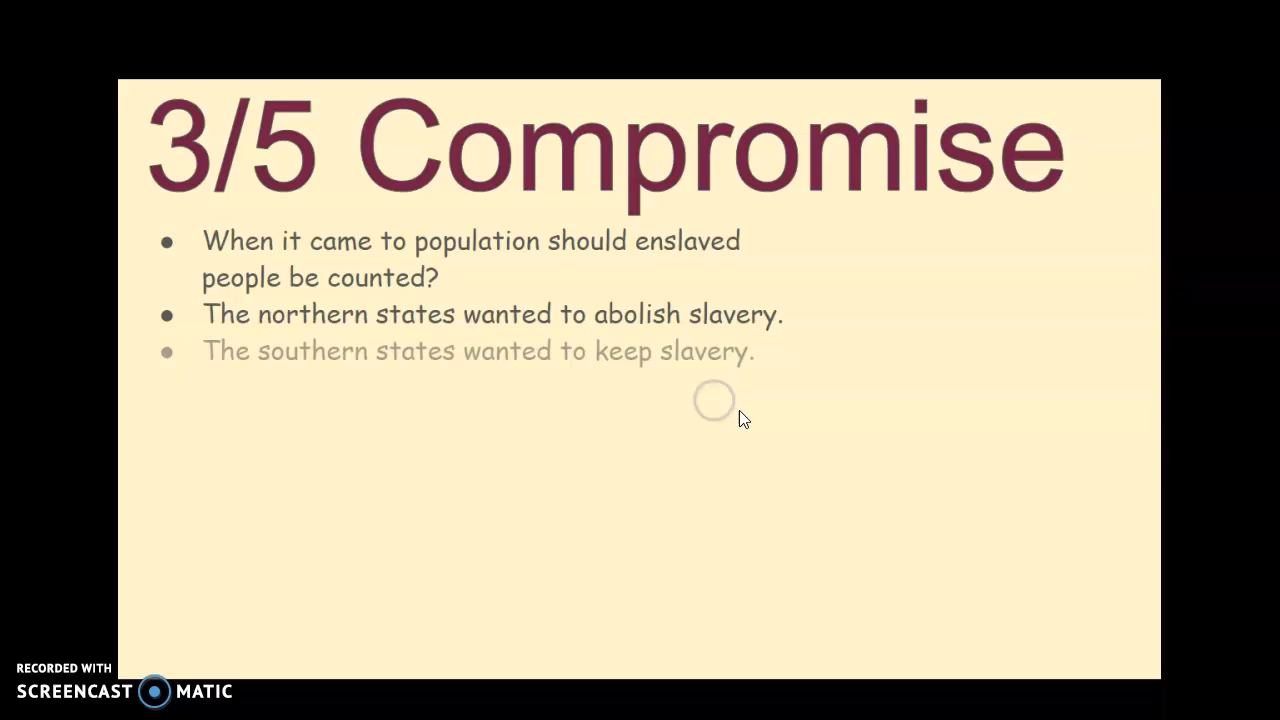 3/5 Compromise
● When it came to population should enslaved
people be counted?
● The northern states wanted to abolish slavery.
● The southern states wanted to keep slavery.
RECORDED WITH
SCREENCAST MATIC